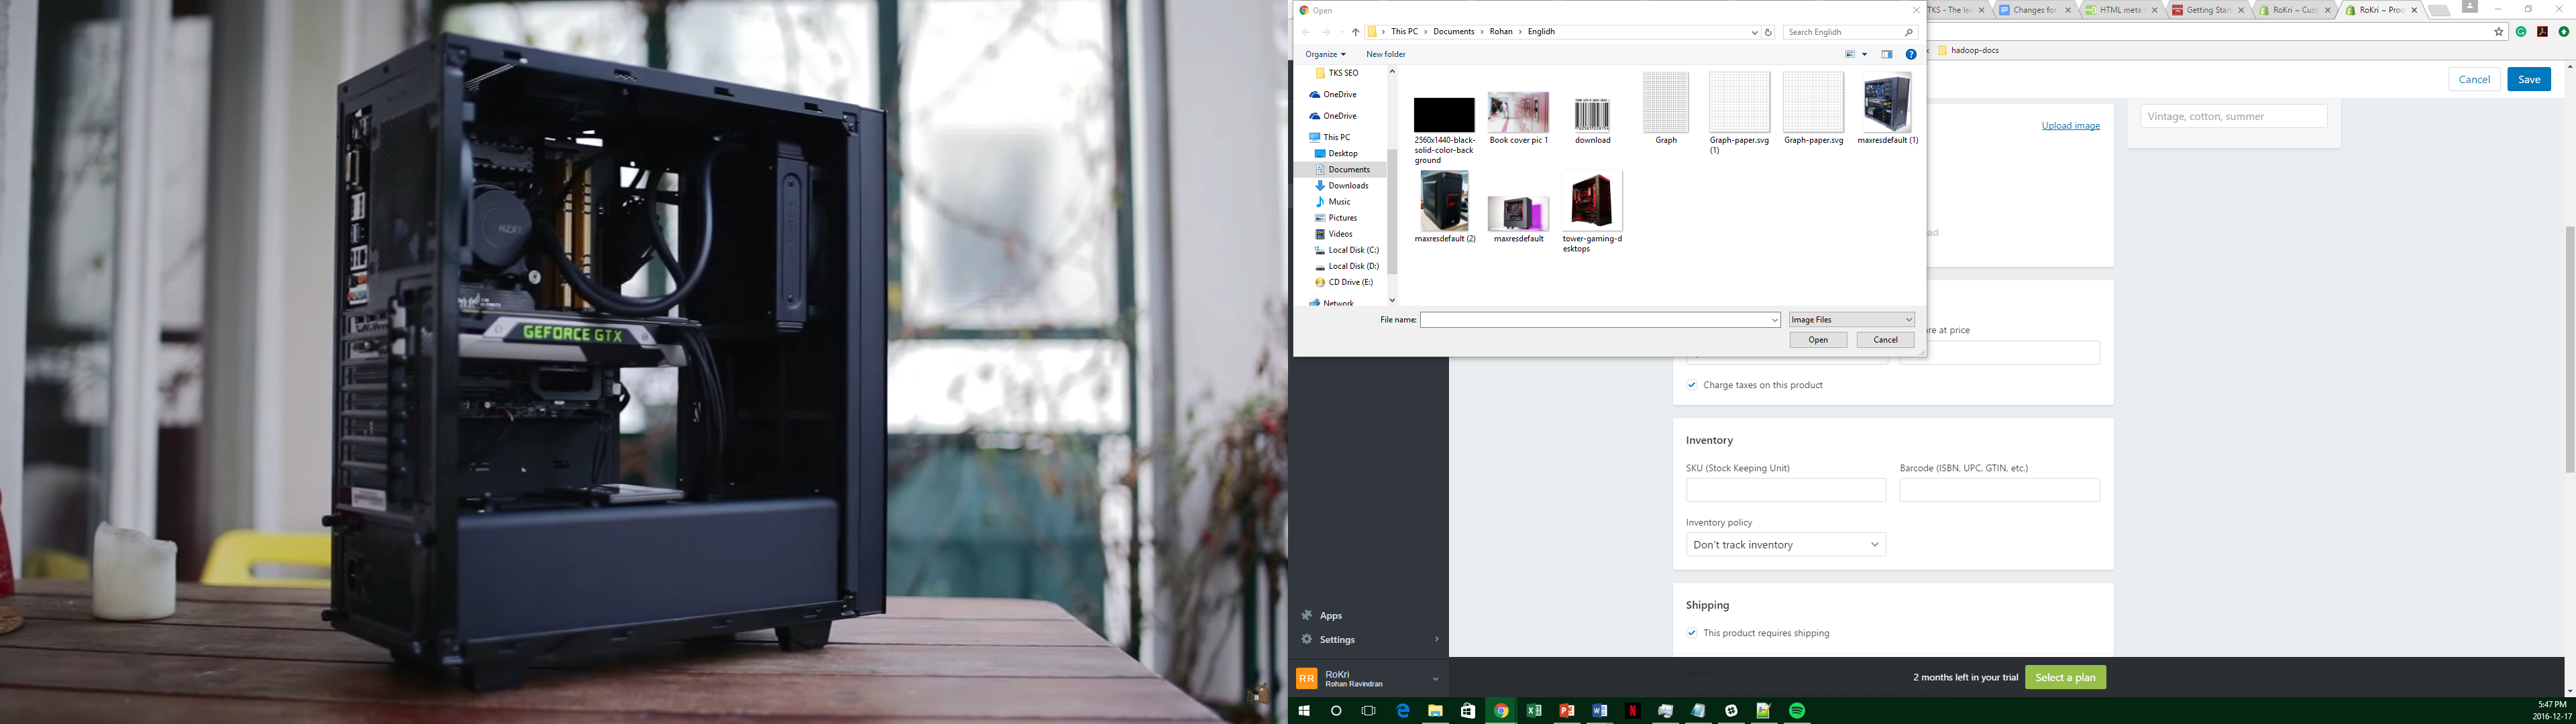 NZXT
GEFORCE GTX
Open
This PC
Documents
Rohan
Englidh
Search Englidh
Organize
New folder
TKS SEO
OneDrive
OneDrive
This PC
Desktop
Documents
Downloads
Music
Pictures
Videos
Local Disk (C:)
Local Disk (D:)
CD Drive (E:)
Network
2560x1440-black-
solid-color-back
ground
Book cover pic 1
download
Graph
Graph-paper.svg
(1)
Graph-paper.svg
maxresdefault (1)
maxresdefault (2)
maxresdefault
tower-gaming-d
esktops
File name:
Image Files
Open
Cancel
TKS - The lea
Changes for
HTML meta
Getting Start
RoKri ~ Cust
RoKri ~ Prod
hadoop-docs
Cancel
Save
Upload image
Vintage, cotton, summer
are at price
Charge taxes on this product
Inventory
SKU (Stock Keeping Unit)
Barcode (ISBN, UPC, GTIN, etc.)
Inventory policy
Don't track inventory
Shipping
This product requires shipping
Apps
Settings
RR
RoKri
Rohan Ravindran
2 months left in your trial
Select a plan
5:47 PM
2016-12-17